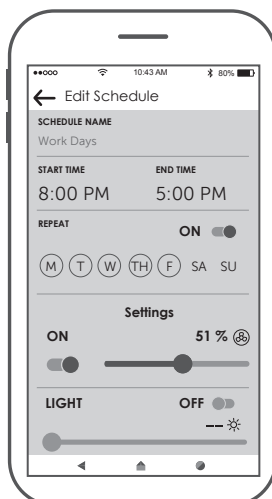 10:43 AM 80%
Edit Schedule
SCHEDULE NAME
Work Days
START TIME END TIME
8:00 PM 5:00 PM
REPEAT ON
M T W TH F SA SU
Settings
ON 51 %
LIGHT OFF
--